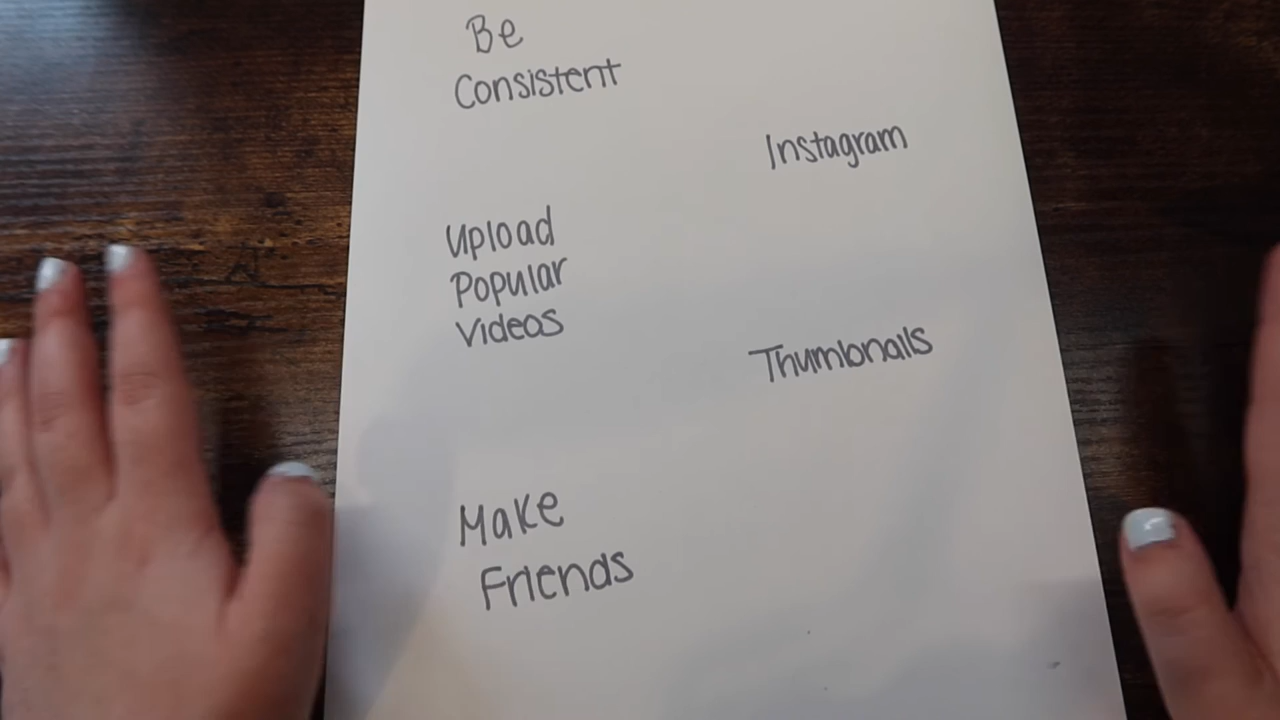 Be
Consistent
Instagram
Upload
Popular
Videos
Thumbnails
Make
Friends